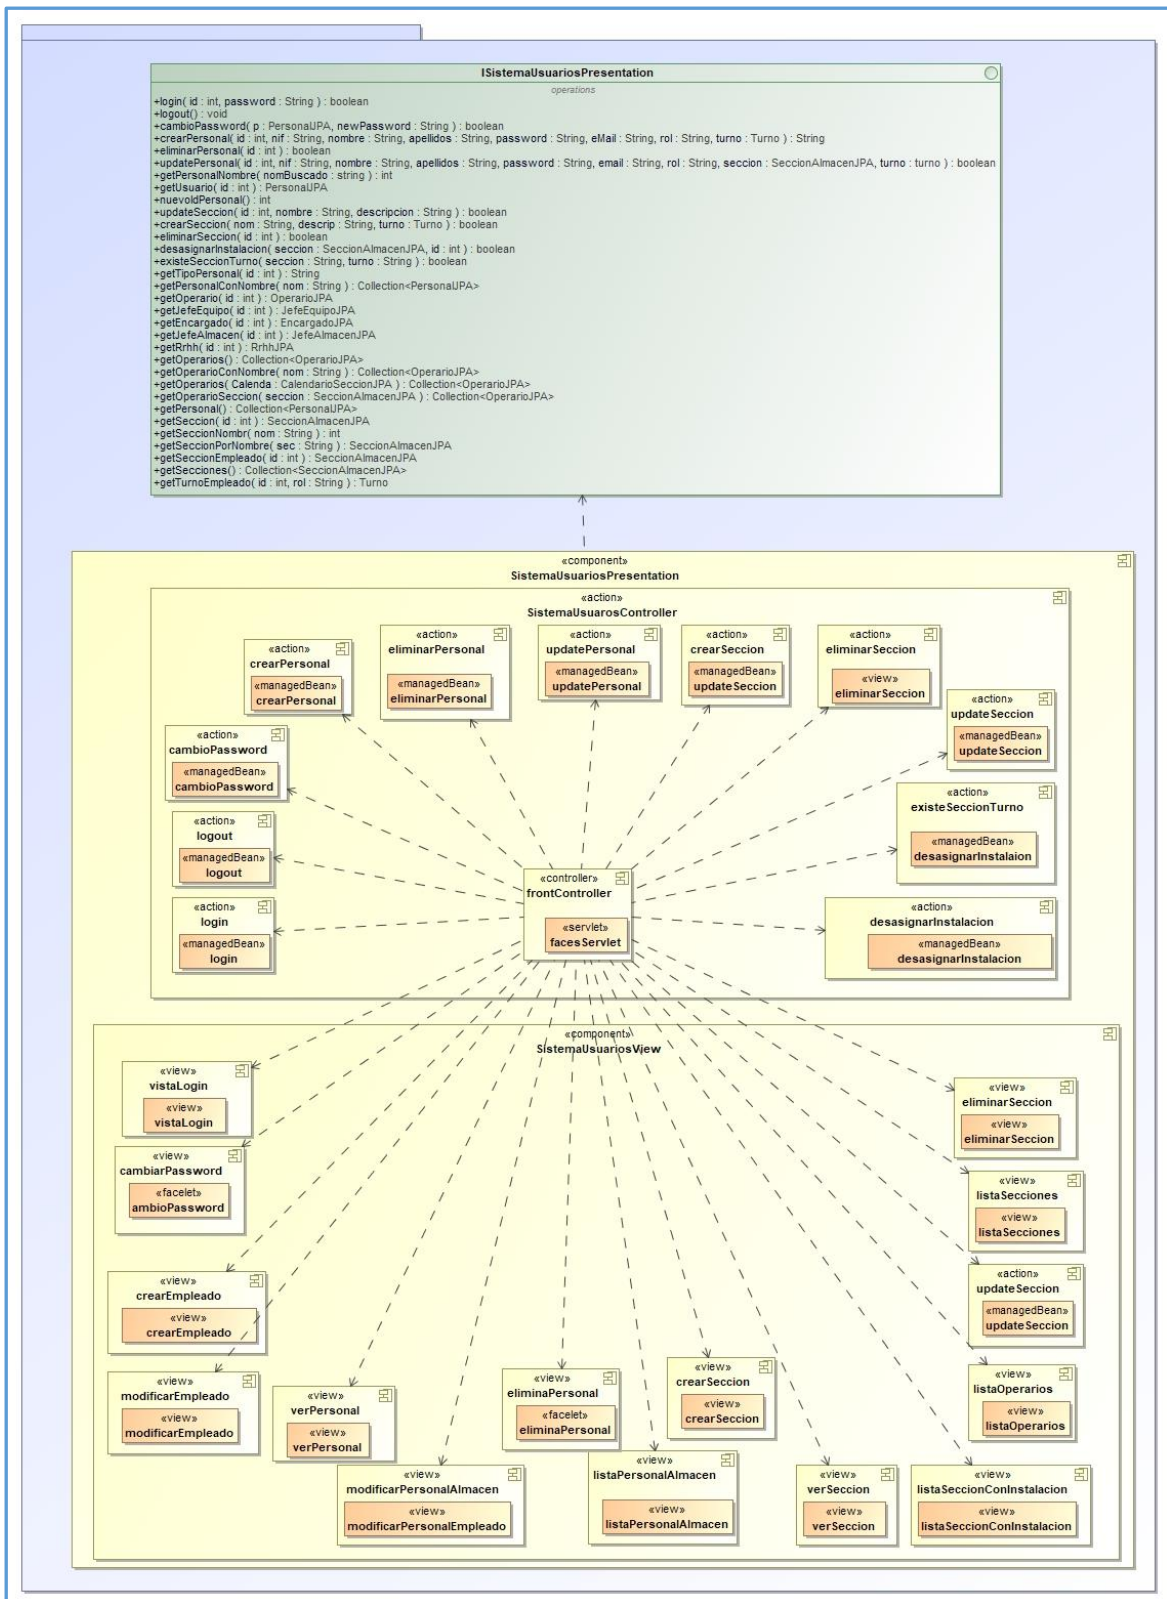 ISistemaUsuariosPresentation
operations
+login( id : int, password : String ) : boolean
+logout() : void
+cambioPassword( p : PersonalJPA, newPassword : String ) : boolean
+crearPersonal( id : int, nif : String, nombre : String, apellidos : String, password : String, eMail : String, rol : String, turno : Turno ) : String
+eliminarPersonal( id : int ) : boolean
+updatePersonal( id : int, nif : String, nombre : String, apellidos : String, password : String, email : String, rol : String, seccion : SeccionAlmacenJPA, turno : turno ) : boolean
+getPersonalNombre( nomBuscado : string ) : int
+getUsuario( id : int ) : PersonalJPA
+nuevoIdPersonal() : int
+updateSeccion( id : int, nombre : String, descripcion : String ) : boolean
+crearSeccion( nom : String, descrip : String, turno : Turno ) : boolean
+eliminarSeccion( id : int ) : boolean
+desasignarInstalacion( seccion : SeccionAlmacenJPA, id : int ) : boolean
+existeSeccionTurno( seccion : String, turno : String ) : boolean
+getTipoPersonal( id : int ) : String
+getPersonalConNombre( nom : String ) : Collection<PersonalJPA>
+getOperario( id : int ) : OperarioJPA
+getJefeEquipo( id : int ) : JefeEquipoJPA
+getEncargado( id : int ) : EncargadoJPA
+getJefeAlmacen( id : int ) : JefeAlmacenJPA
+getRrhh( id : int ) : RrhhJPA
+getOperarios() : Collection<OperarioJPA>
+getOperarioConNombre( nom : String ) : Collection<OperarioJPA>
+getOperarios( Calenda : CalendarioSeccionJPA ) : Collection<OperarioJPA>
+getOperarioSeccion( seccion : SeccionAlmacenJPA ) : Collection<OperarioJPA>
+getPersonal() : Collection<PersonalJPA>
+getSeccion( id : int ) : SeccionAlmacenJPA
+getSeccionNombr( nom : String ) : int
+getSeccionPorNombre( sec : String ) : SeccionAlmacenJPA
+getSeccionEmpleado( id : int ) : SeccionAlmacenJPA
+getSecciones() : Collection<SeccionAlmacenJPA>
+getTurnoEmpleado( id : int, rol : String ) : Turno
«component»
SistemaUsuariosPresentation
«action»
SistemaUsuarosController
«action»
crearPersonal
«managedBean»
crearPersonal
«action»
eliminarPersonal
«managedBean»
eliminarPersonal
«action»
updatePersonal
«managedBean»
updatePersonal
«action»
crearSeccion
«managedBean»
updateSeccion
«action»
eliminarSeccion
«view»
eliminarSeccion
«action»
updateSeccion
«managedBean»
updateSeccion
«action»
cambioPassword
«managedBean»
cambioPassword
«action»
existeSeccionTurno
«managedBean»
desasignarInstalaion
«action»
logout
«managedBean»
logout
«controller»
frontController
«servlet»
facesServlet
«action»
login
«managedBean»
login
«action»
desasignarInstalacion
«managedBean»
desasignarInstalacion
«component»
SistemaUsuariosView
«view»
vistaLogin
«view»
vistaLogin
«view»
eliminarSeccion
«view»
eliminarSeccion
«view»
cambiarPassword
«facelet»
ambioPassword
«view»
listaSecciones
«view»
listaSecciones
«view»
crearEmpleado
«view»
crearEmpleado
«action»
updateSeccion
«managedBean»
updateSeccion
«view»
modificarEmpleado
«view»
modificarEmpleado
«view»
verPersonal
«view»
verPersonal
«view»
eliminaPersonal
«facelet»
eliminaPersonal
«view»
crearSeccion
«view»
crearSeccion
«view»
listaOperarios
«view»
listaOperarios
«view»
modificarPersonalAlmacen
«view»
modificarPersonalEmpleado
«view»
listaPersonalAlmacen
«view»
listaPersonalAlmacen
«view»
verSeccion
«view»
verSeccion
«view»
listaSeccionConInstalacion
«view»
listaSeccionConInstalacion